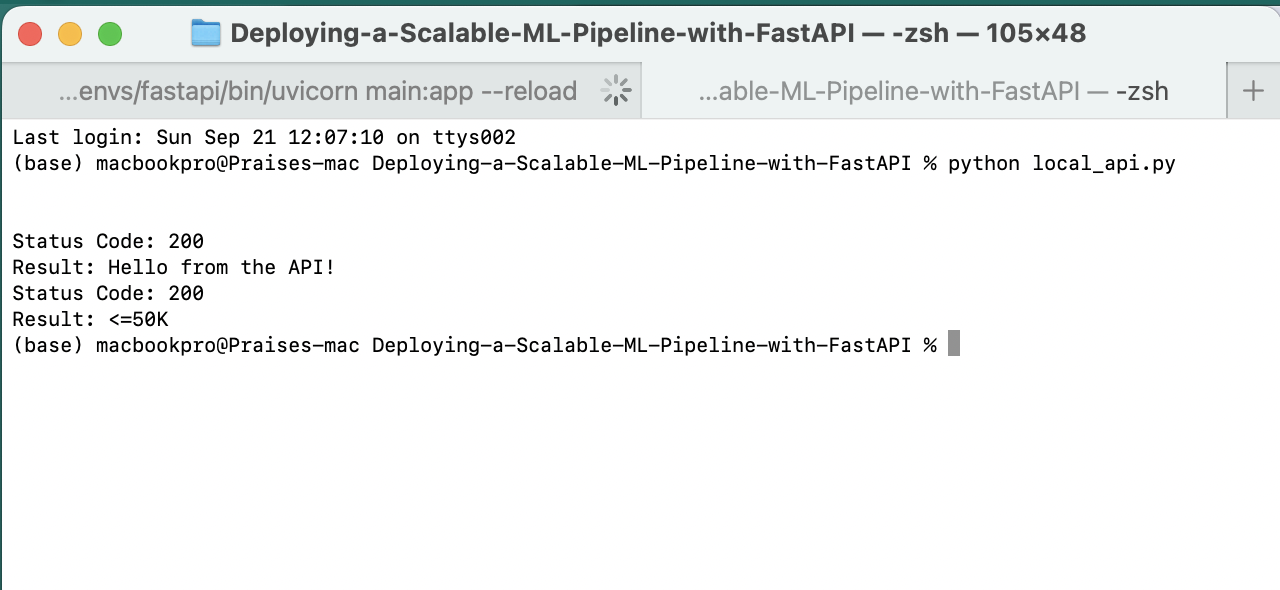 Deploying-a-Scalable-ML-Pipeline-with-FastAPI — -zsh — 105×48
...envs/fastapi/bin/uvicorn main:app --reload
...able-ML-Pipeline-with-FastAPI — -zsh
+
Last login: Sun Sep 21 12:07:10 on ttys002
(base) macbookpro@Praises-mac Deploying-a-Scalable-ML-Pipeline-with-FastAPI % python local_api.py
Status Code: 200
Result: Hello from the API!
Status Code: 200
Result: <=50K
(base) macbookpro@Praises-mac Deploying-a-Scalable-ML-Pipeline-with-FastAPI %